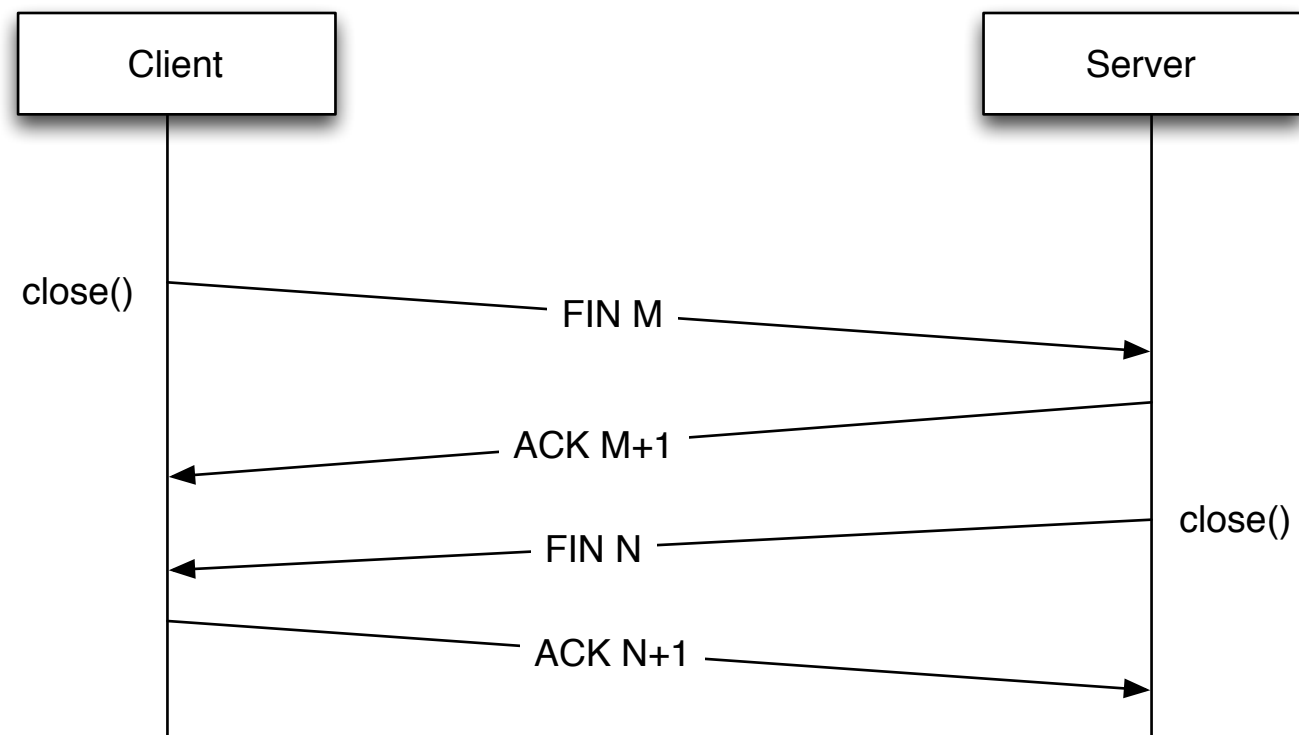 Client
Server
close()
FIN M
ACK M+1
close()
FIN N
ACK N+1